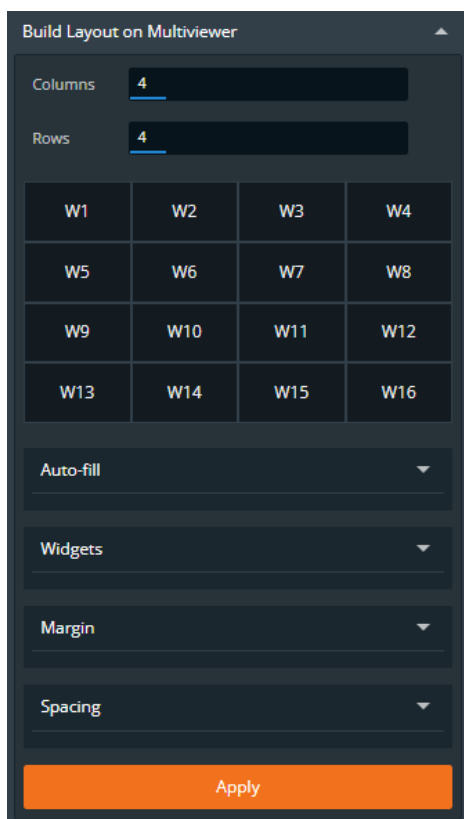 Build Layout on Multiviewer
Columns 4
Rows 4
W1 W2 W3 W4
W5 W6 W7 W8
W9 W10 W11 W12
W13 W14 W15 W16
Auto-fill
Widgets
Margin
Spacing
Apply